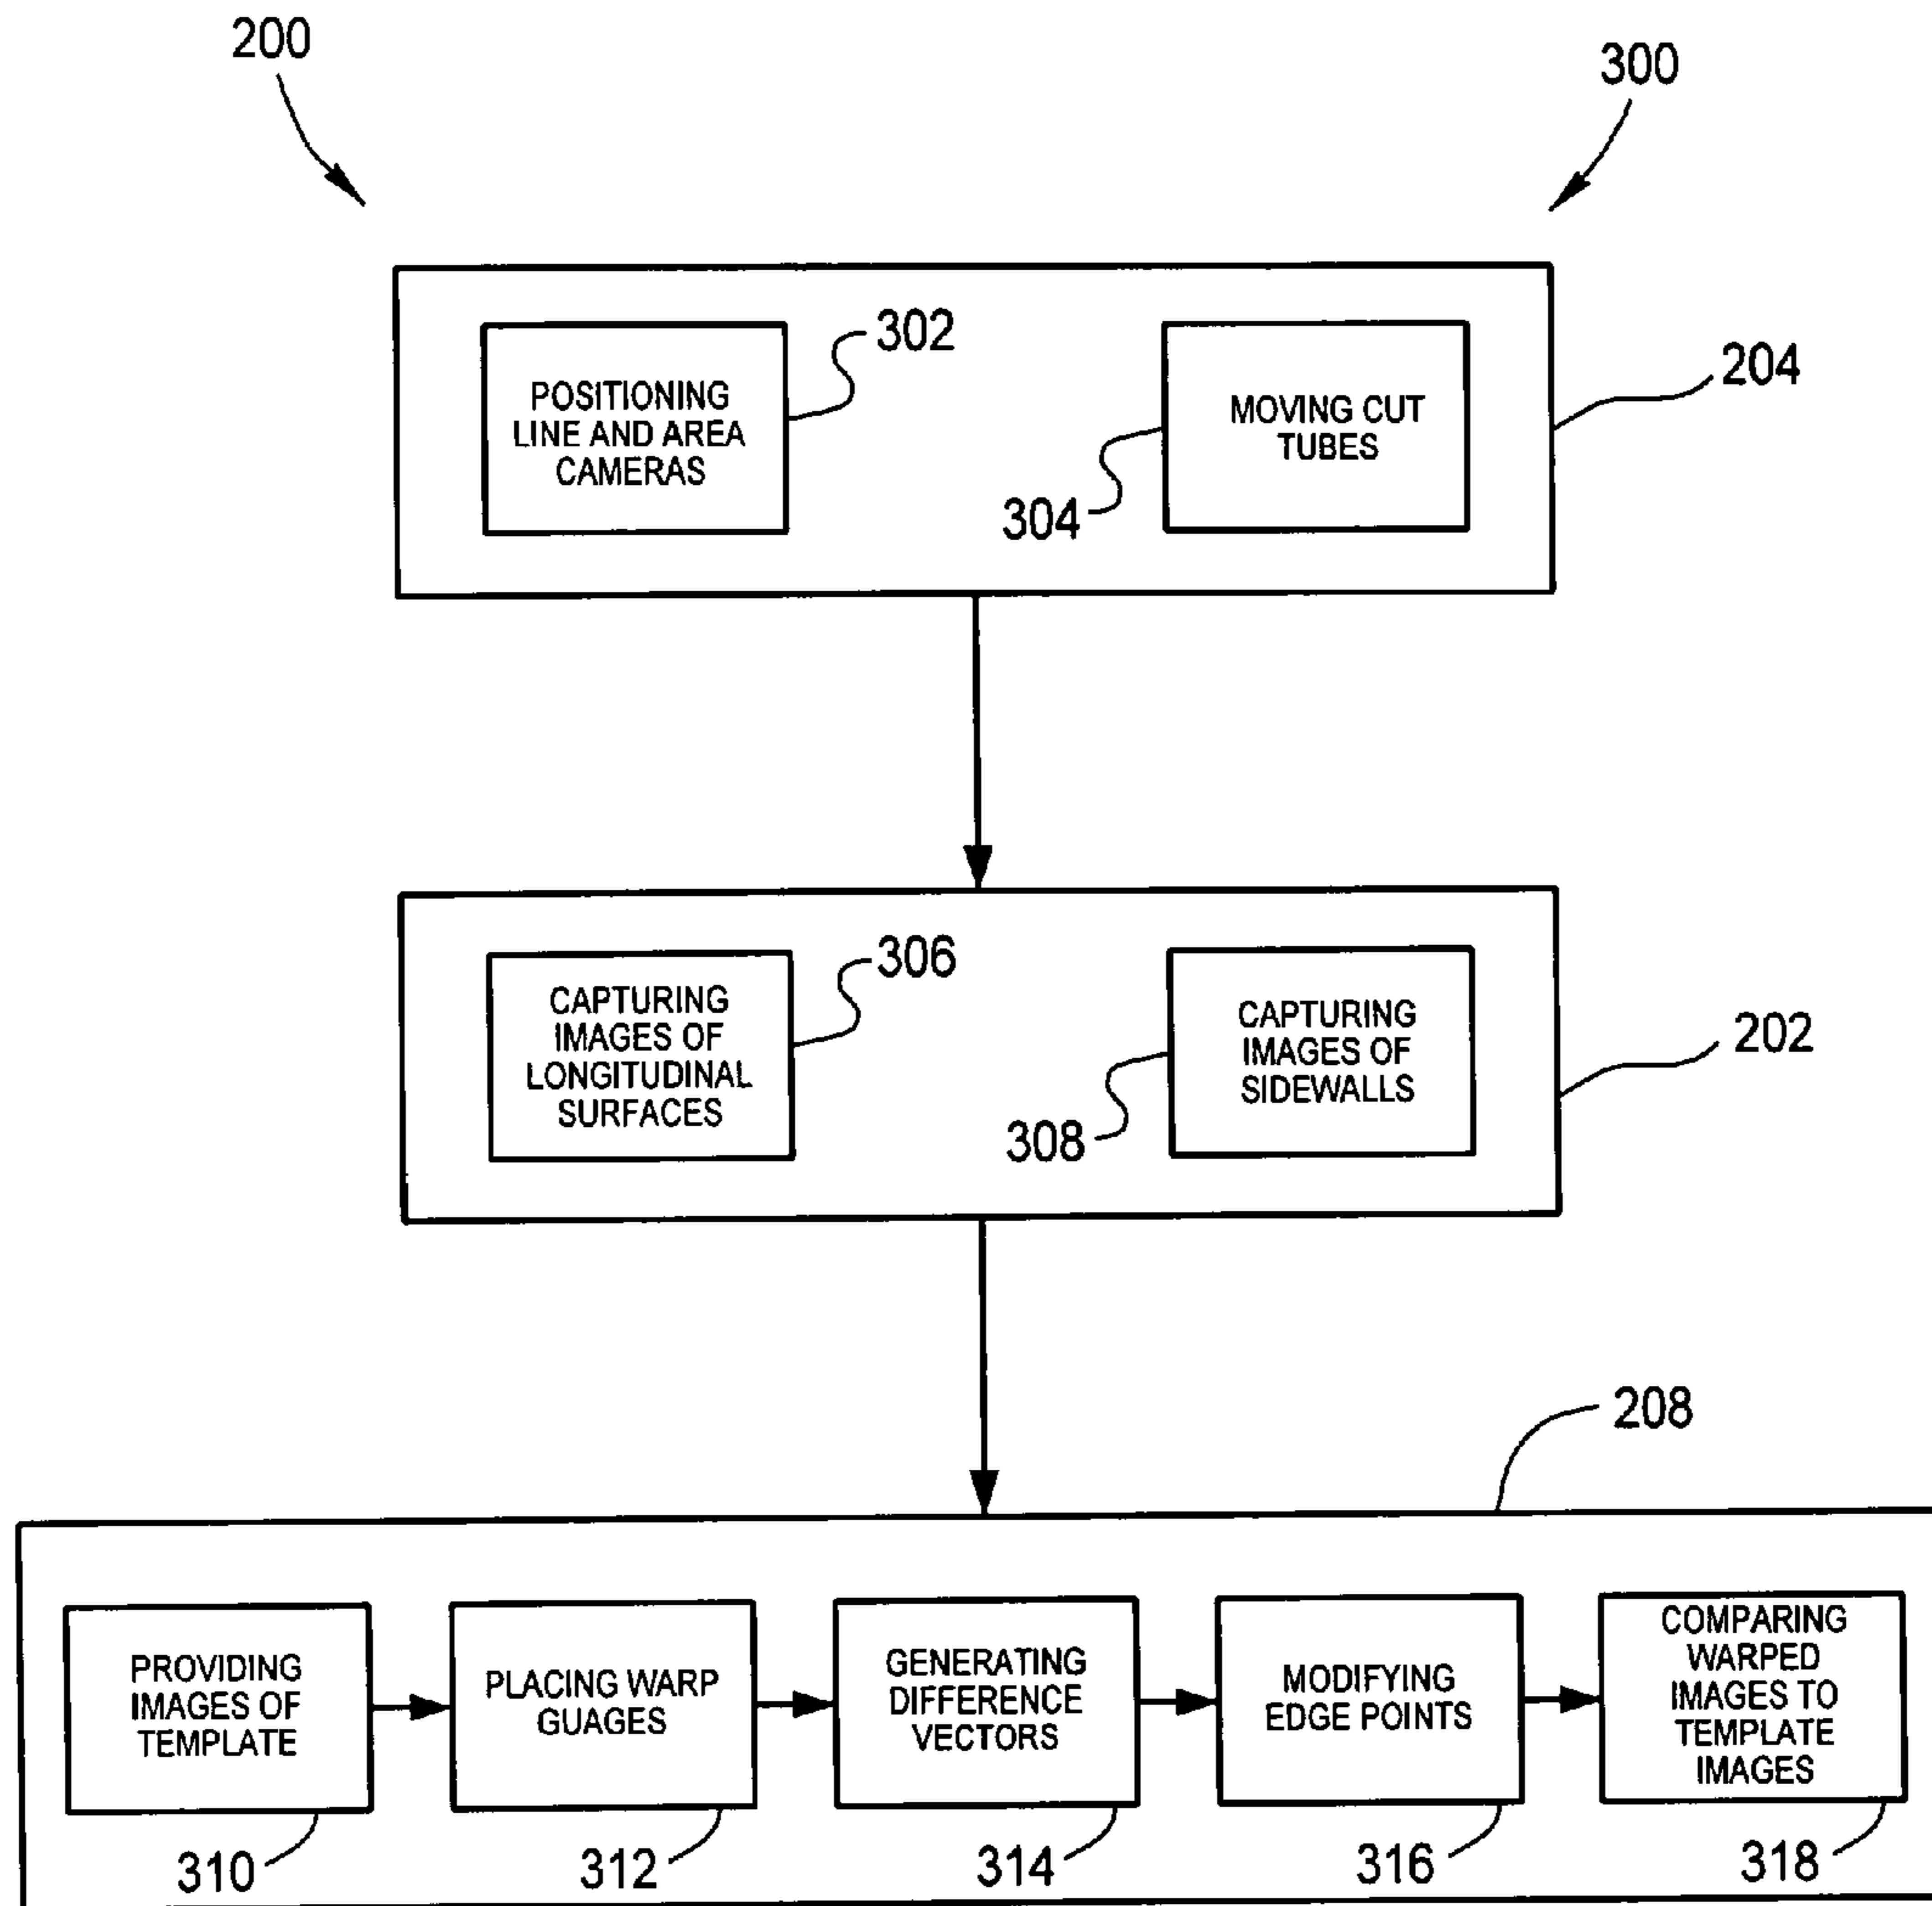 200
300
302
POSITIONING
LINE AND AREA
CAMERAS
MOVING CUT
TUBES
204
304
306
CAPTURING
IMAGES OF
LONGITUDINAL
SURFACES
CAPTURING
IMAGES OF
SIDEWALLS
202
308
208
PROVIDING
IMAGES OF
TEMPLATE
PLACING WARP
GUAGES
GENERATING
DIFFERENCE
VECTORS
MODIFYING
EDGE POINTS
COMPARING
WARPED
IMAGES TO
TEMPLATE
IMAGES
310
312
314
316
318